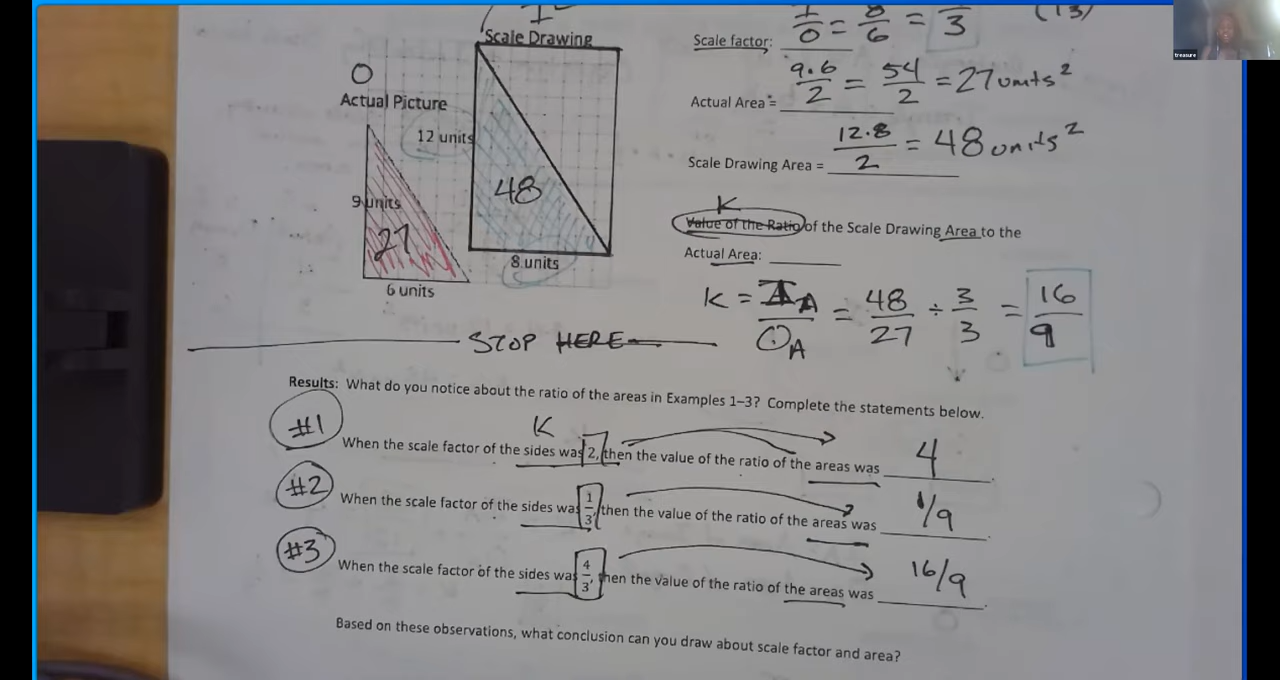 I
Scale Drawing
O
Actual Picture
12 units
9 units
48
27
8 units
6 units
Scale factor: I/O = 8/6 = /3 (1.3)
Actual Area = 9·6/2 = 54/2 = 27 units²
Scale Drawing Area = 12·8/2 = 48 units²
K
Value of the Ratio of the Scale Drawing Area to the
Actual Area: ________
K = I_A/O_A = 48/27 ÷ 3/3 = 16/9
STOP HERE
Results: What do you notice about the ratio of the areas in Examples 1–3? Complete the statements below.
K
#1 When the scale factor of the sides was 2, then the value of the ratio of the areas was 4.
#2 When the scale factor of the sides was 1/3, then the value of the ratio of the areas was 1/9.
#3 When the scale factor of the sides was 4/3, then the value of the ratio of the areas was 16/9.
Based on these observations, what conclusion can you draw about scale factor and area?
treasure